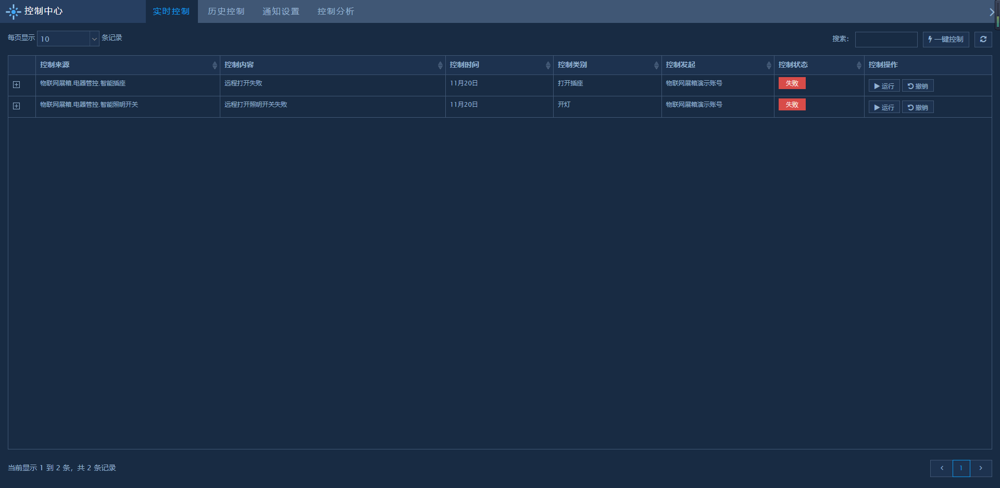 控制中心 实时控制 历史控制 通知设置 控制分析
每页显示 10 条记录 搜索: 一键控制
控制来源 控制内容 控制时间 控制类别 控制发起 控制状态 控制操作
物联网展箱.电器管控.智能插座 远程打开失败 11月20日 打开插座 物联网展箱演示账号 失败 运行 撤销
物联网展箱.电器管控.智能照明开关 远程打开照明开关失败 11月20日 开灯 物联网展箱演示账号 失败 运行 撤销
当前显示 1 到 2 条，共 2 条记录 1